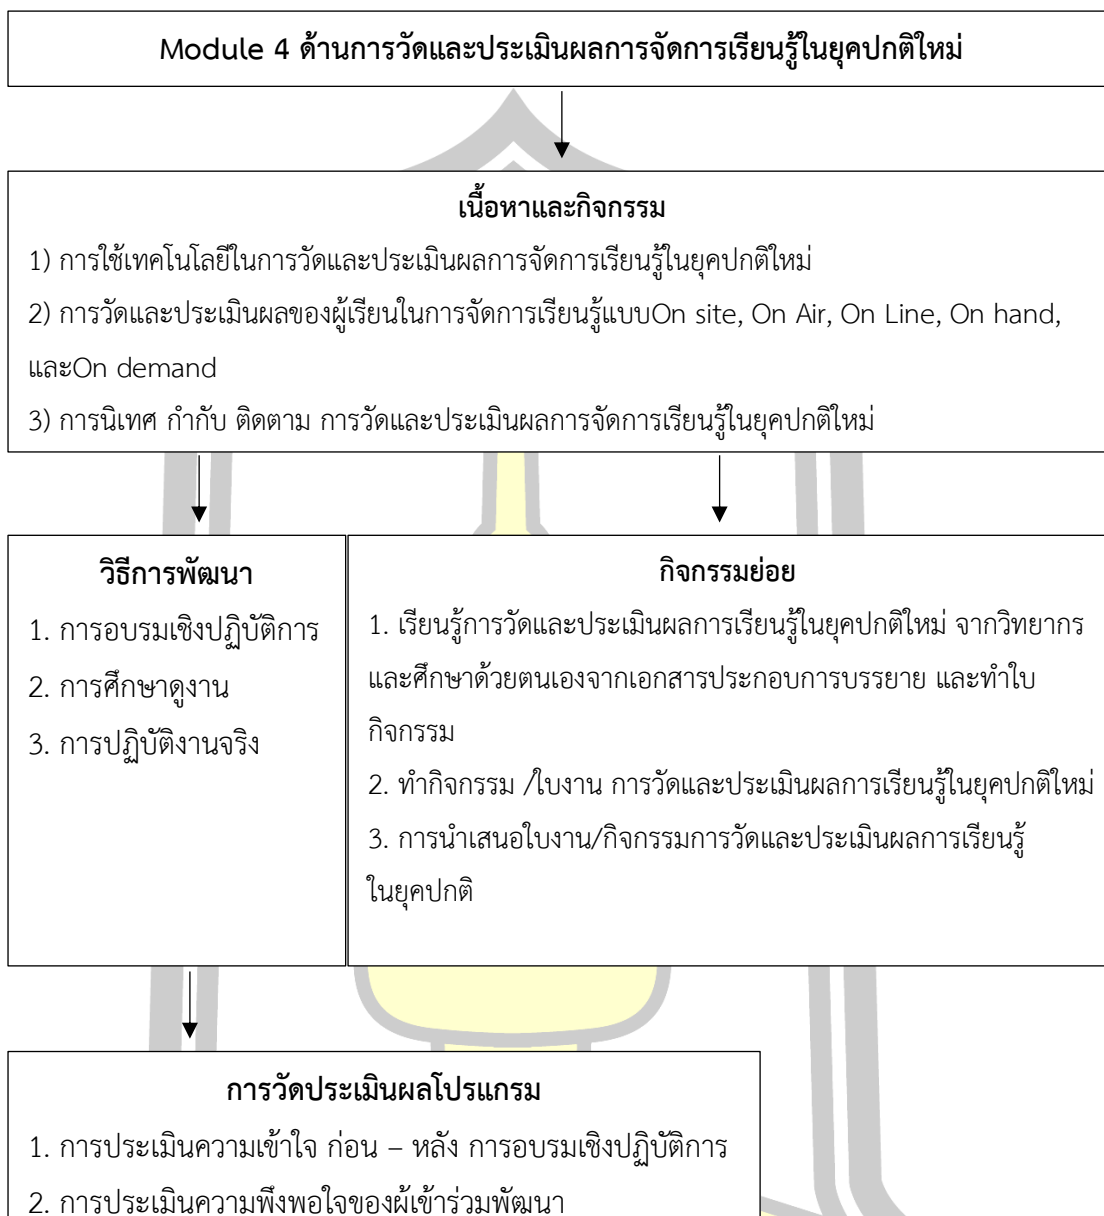 Module 4 ด้านการวัดและประเมินผลการจัดการเรียนรู้ในยุคปกติใหม่
เนื้อหาและกิจกรรม
1) การใช้เทคโนโลยีในการวัดและประเมินผลการจัดการเรียนรู้ในยุคปกติใหม่
2) การวัดและประเมินผลของผู้เรียนในการจัดการเรียนรู้แบบOn site, On Air, On Line, On hand,
และOn demand
3) การนิเทศ กำกับ ติดตาม การวัดและประเมินผลการจัดการเรียนรู้ในยุคปกติใหม่
วิธีการพัฒนา
1. การอบรมเชิงปฏิบัติการ
2. การศึกษาดูงาน
3. การปฏิบัติงานจริง
กิจกรรมย่อย
1. เรียนรู้การวัดและประเมินผลการเรียนรู้ในยุคปกติใหม่ จากวิทยากร
และศึกษาด้วยตนเองจากเอกสารประกอบการบรรยาย และทำใบ
กิจกรรม
2. ทำกิจกรรม /ใบงาน การวัดและประเมินผลการเรียนรู้ในยุคปกติใหม่
3. การนำเสนอใบงาน/กิจกรรมการวัดและประเมินผลการเรียนรู้
ในยุคปกติ
การวัดประเมินผลโปรแกรม
1. การประเมินความเข้าใจ ก่อน – หลัง การอบรมเชิงปฏิบัติการ
2. การประเมินความพึงพอใจของผู้เข้าร่วมพัฒนา